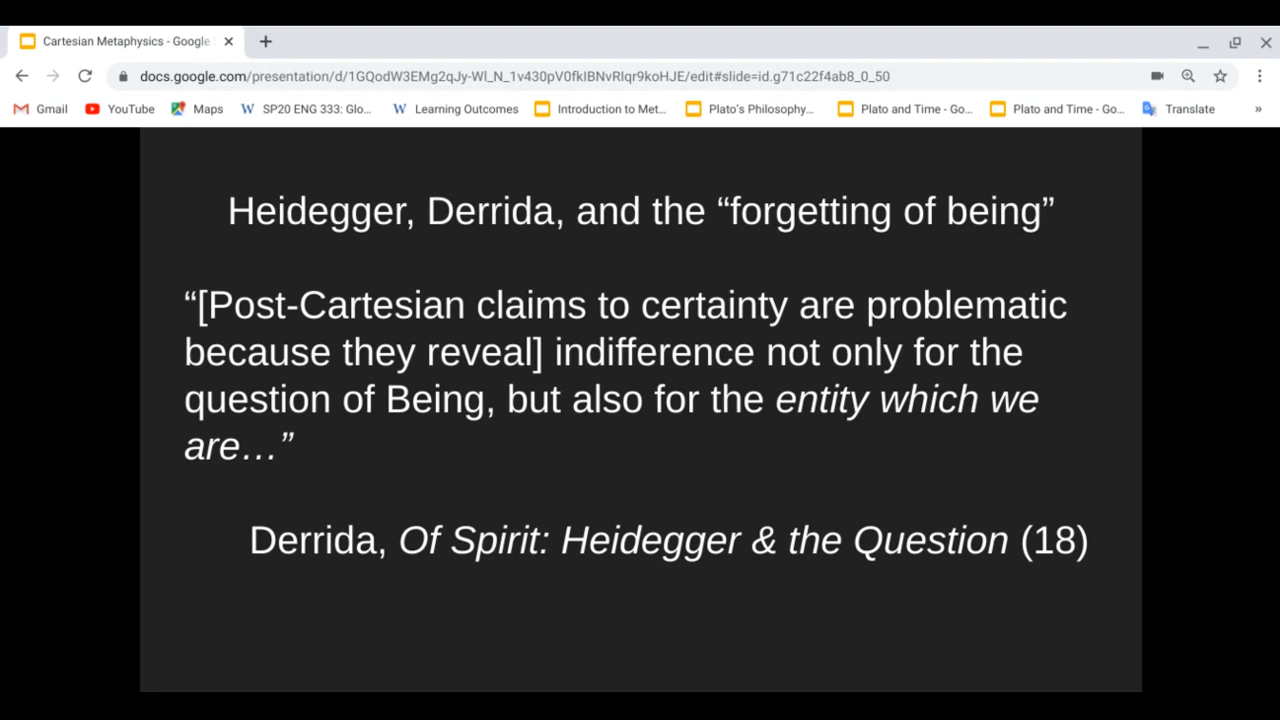 Cartesian Metaphysics - Google
docs.google.com/presentation/d/1GQodW3EMg2qJy-Wl_N_1v430pV0fkIBNvRIqr9koHJE/edit#slide=id.g71c22f4ab8_0_50
Gmail YouTube Maps W SP20 ENG 333: Glo... W Learning Outcomes Introduction to Met... Plato's Philosophy... Plato and Time - Go... Plato and Time - Go... Translate »
Heidegger, Derrida, and the “forgetting of being”
“[Post-Cartesian claims to certainty are problematic
because they reveal] indifference not only for the
question of Being, but also for the entity which we
are…”
Derrida, Of Spirit: Heidegger & the Question (18)